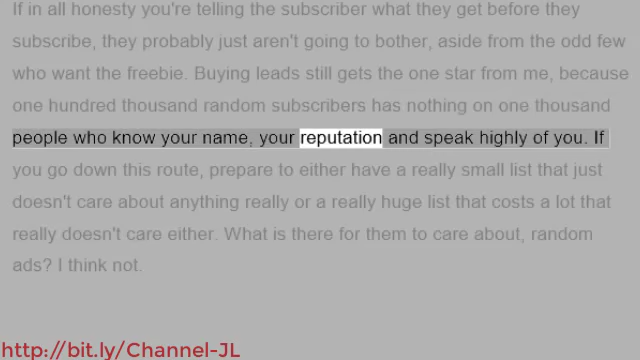 If in all honesty you're telling the subscriber what they get before they
subscribe, they probably just aren't going to bother, aside from the odd few
who want the freebie. Buying leads still gets the one star from me, because
one hundred thousand random subscribers has nothing on one thousand
people who know your name, your reputation and speak highly of you. If
you go down this route, prepare to either have a really small list that just
doesn't care about anything really or a really huge list that costs a lot that
really doesn't care either. What is there for them to care about, random
ads? I think not.
http://bit.ly/Channel-JL